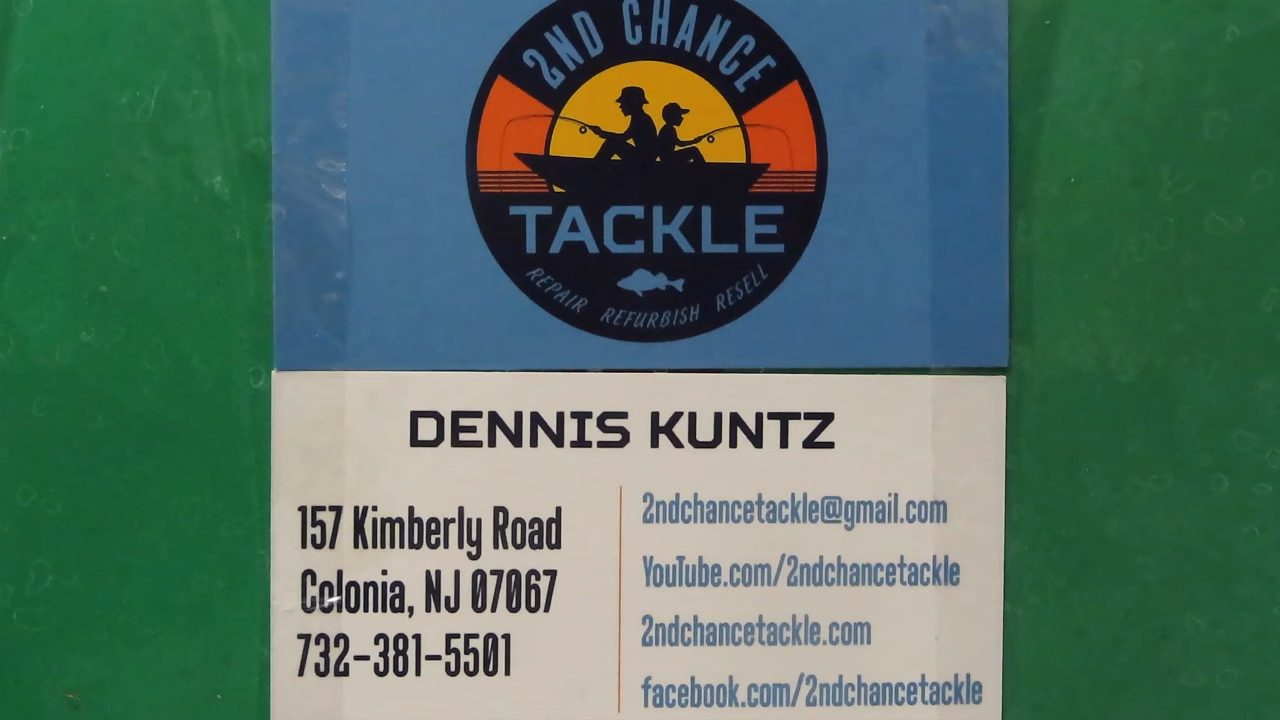 2ND CHANCE
TACKLE
REPAIR REFURBISH RESELL
DENNIS KUNTZ
157 Kimberly Road
Colonia, NJ 07067
732-381-5501
2ndchancetackle@gmail.com
YouTube.com/2ndchancetackle
2ndchancetackle.com
facebook.com/2ndchancetackle